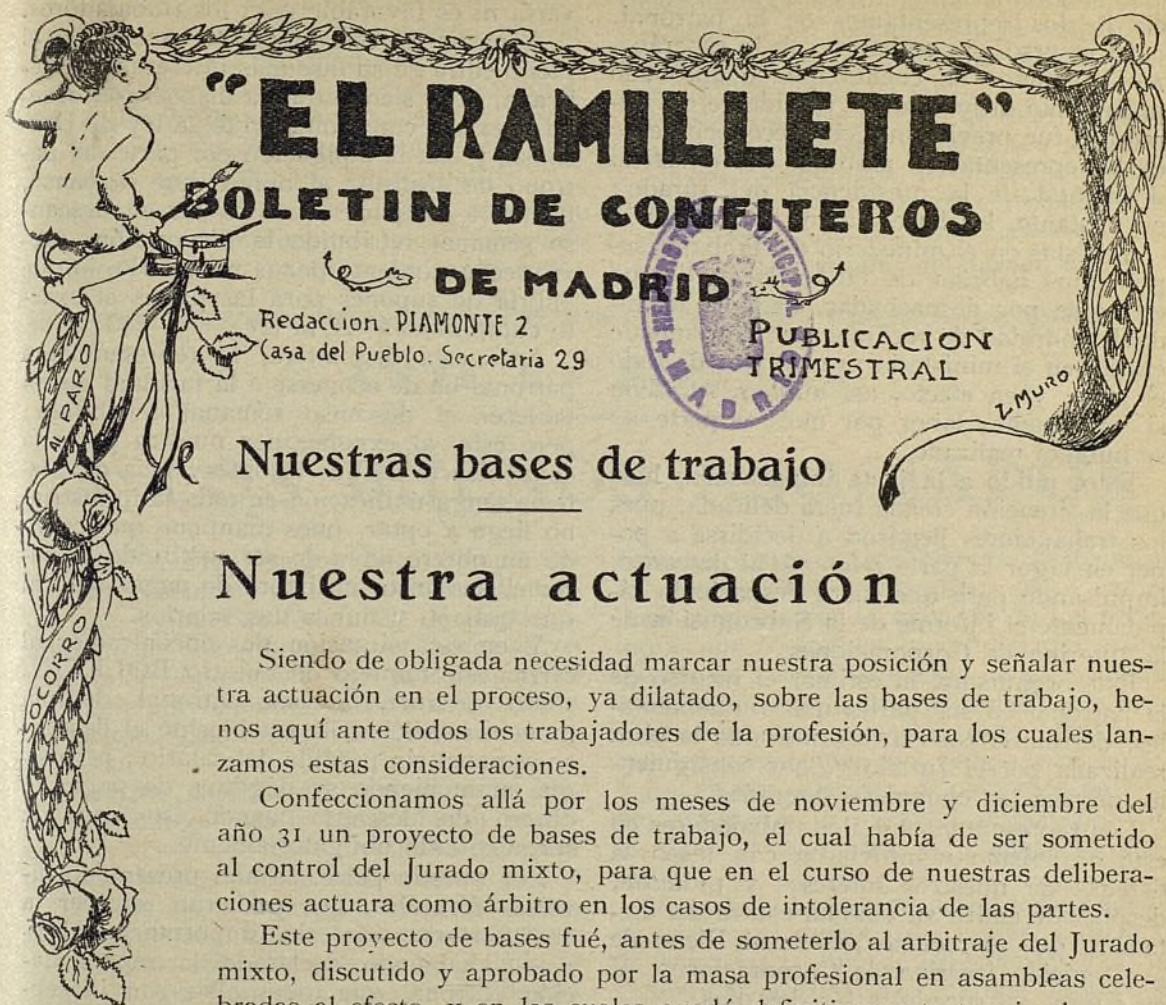 "EL RAMILLETE"
BOLETIN DE CONFITEROS
DE MADRID
Redaccion. PIAMONTE 2
Casa del Pueblo. Secretaria 29
PUBLICACION
TRIMESTRAL
HEMEROTECA MUNICIPAL
MADRID
Z. MURO
AL PARO
SOCORRO
Nuestras bases de trabajo
Nuestra actuación
Siendo de obligada necesidad marcar nuestra posición y señalar nues-
tra actuación en el proceso, ya dilatado, sobre las bases de trabajo, he-
nos aquí ante todos los trabajadores de la profesión, para los cuales lan-
zamos estas consideraciones.
Confeccionamos allá por los meses de noviembre y diciembre del
año 31 un proyecto de bases de trabajo, el cual había de ser sometido
al control del Jurado mixto, para que en el curso de nuestras delibera-
ciones actuara como árbitro en los casos de intolerancia de las partes.
Este proyecto de bases fué, antes de someterlo al arbitraje del Jurado
mixto, discutido y aprobado por la masa profesional en asambleas cele-